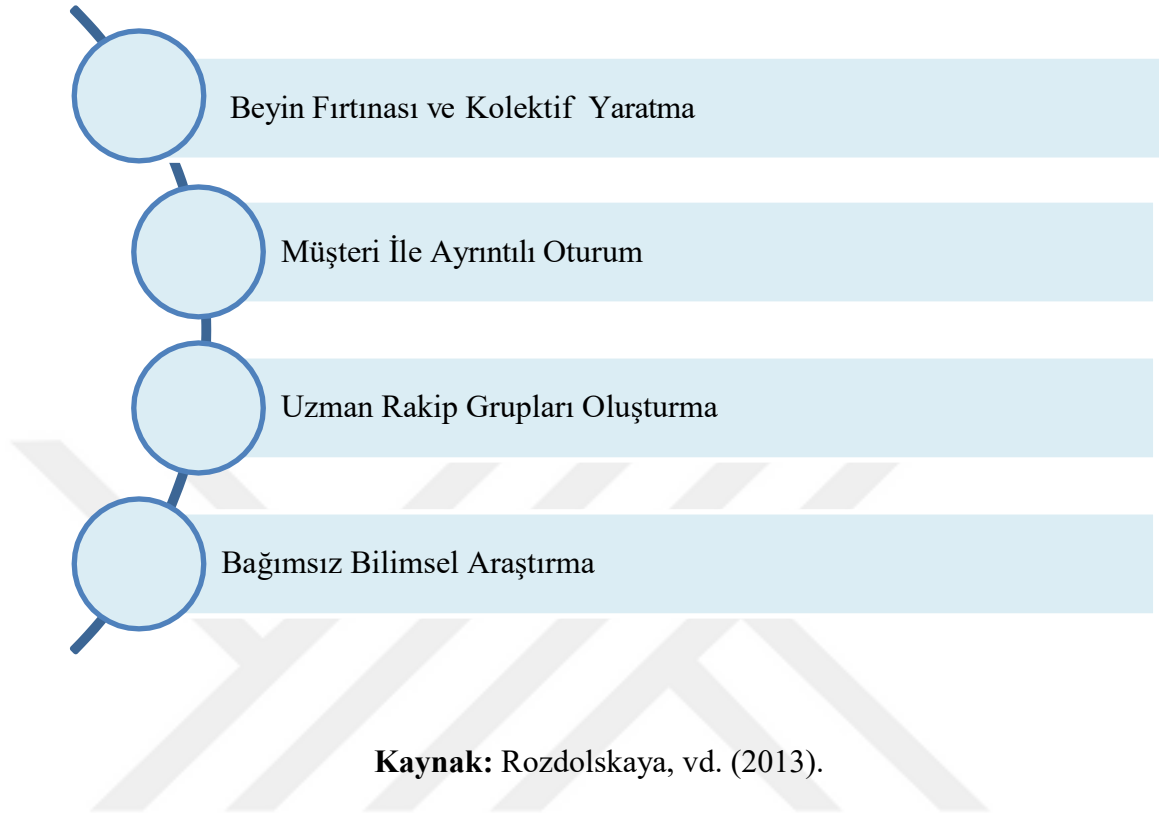 Beyin Fırtınası ve Kolektif Yaratma
Müşteri İle Ayrıntılı Oturum
Uzman Rakip Grupları Oluşturma
Bağımsız Bilimsel Araştırma
Kaynak: Rozdolskaya, vd. (2013).